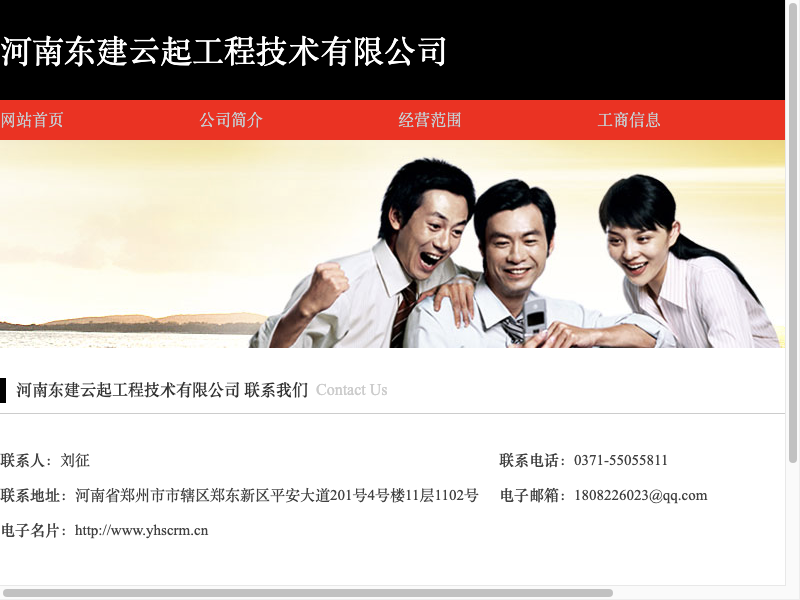 河南东建云起工程技术有限公司
网站首页 公司简介 经营范围 工商信息
河南东建云起工程技术有限公司 联系我们 Contact Us
联系人：刘征 联系电话：0371-55055811
联系地址：河南省郑州市市辖区郑东新区平安大道201号4号楼11层1102号 电子邮箱：1808226023@qq.com
电子名片：http://www.yhscrm.cn